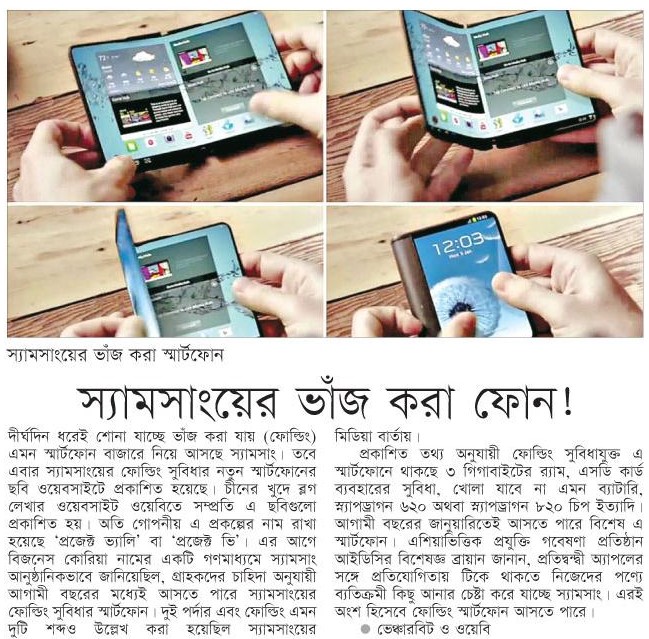 12:03
স্যামসাংয়ের ভাঁজ করা স্মার্টফোন
স্যামসাংয়ের ভাঁজ করা ফোন!
দীর্ঘদিন ধরেই শোনা যাচ্ছে ভাঁজ করা যায় (ফোল্ডিং)
এমন স্মার্টফোন বাজারে নিয়ে আসছে স্যামসাং। তবে
এবার স্যামসাংয়ের ফোল্ডিং সুবিধার নতুন স্মার্টফোনের
ছবি ওয়েবসাইটে প্রকাশিত হয়েছে। চীনের খুদে ব্লগ
লেখার ওয়েবসাইট ওয়েবিতে সম্প্রতি এ ছবিগুলো
প্রকাশিত হয়। অতি গোপনীয় এ প্রকল্পের নাম রাখা
হয়েছে ‘প্রজেক্ট ভ্যালি’ বা ‘প্রজেক্ট ভি’। এর আগে
বিজনেস কোরিয়া নামের একটি গণমাধ্যমে স্যামসাং
আনুষ্ঠানিকভাবে জানিয়েছিল, গ্রাহকদের চাহিদা অনুযায়ী
আগামী বছরের মধ্যেই আসতে পারে স্যামসাংয়ের
ফোল্ডিং সুবিধার স্মার্টফোন। দুই পর্দার এবং ফোল্ডিং এমন
দুটি শব্দও উল্লেখ করা হয়েছিল স্যামসাংয়ের
মিডিয়া বার্তায়।
প্রকাশিত তথ্য অনুযায়ী ফোল্ডিং সুবিধাযুক্ত এ
স্মার্টফোনে থাকছে ৩ গিগাবাইটের র‍্যাম, এসডি কার্ড
ব্যবহারের সুবিধা, খোলা যাবে না এমন ব্যাটারি,
স্ন্যাপড্রাগন ৬২০ অথবা স্ন্যাপড্রাগন ৮২০ চিপ ইত্যাদি।
আগামী বছরের জানুয়ারিতেই আসতে পারে বিশেষ এ
স্মার্টফোন। এশিয়াভিত্তিক প্রযুক্তি গবেষণা প্রতিষ্ঠান
আইডিসির বিশেষজ্ঞ ব্রায়ান জানান, প্রতিদ্বন্দ্বী অ্যাপলের
সঙ্গে প্রতিযোগিতায় টিকে থাকতে নিজেদের পণ্যে
ব্যতিক্রমী কিছু আনার চেষ্টা করে যাচ্ছে স্যামসাং। এরই
অংশ হিসেবে ফোল্ডিং স্মার্টফোন আসতে পারে।
● ভেঞ্চারবিট ও ওয়েবি